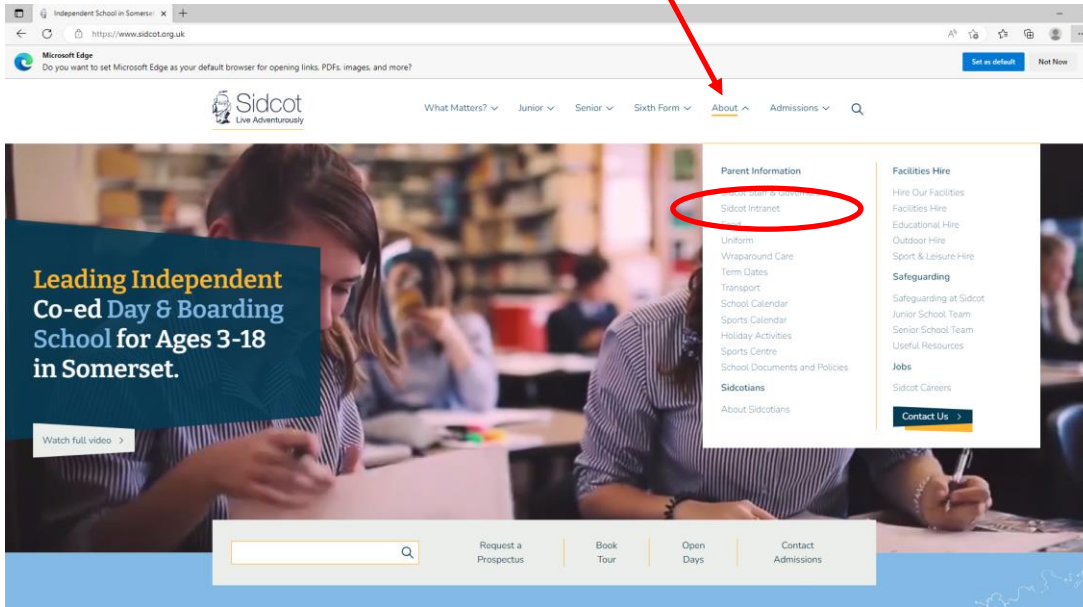 Independent School in Somerset
https://www.sidcot.org.uk
Microsoft Edge
Do you want to set Microsoft Edge as your default browser for opening links, PDFs, images, and more?
Set as default
Not Now
Sidcot
Live Adventurously
What Matters?
Junior
Senior
Sixth Form
About
Admissions
Parent Information
Sidcot Staff &
Sidcot Intranet
Uniform
Wraparound Care
Term Dates
Transport
School Calendar
Sports Calendar
Holiday Activities
Sports Centre
School Documents and Policies
Sidcotians
About Sidcotians
Facilities Hire
Hire Our Facilities
Facilities Hire
Educational Hire
Outdoor Hire
Sport & Leisure Hire
Safeguarding
Safeguarding at Sidcot
Junior School Team
Senior School Team
Useful Resources
Jobs
Sidcot Careers
Contact Us
Leading Independent
Co-ed Day & Boarding
School for Ages 3-18
in Somerset.
Watch full video
Request a
Prospectus
Book
Tour
Open
Days
Contact
Admissions